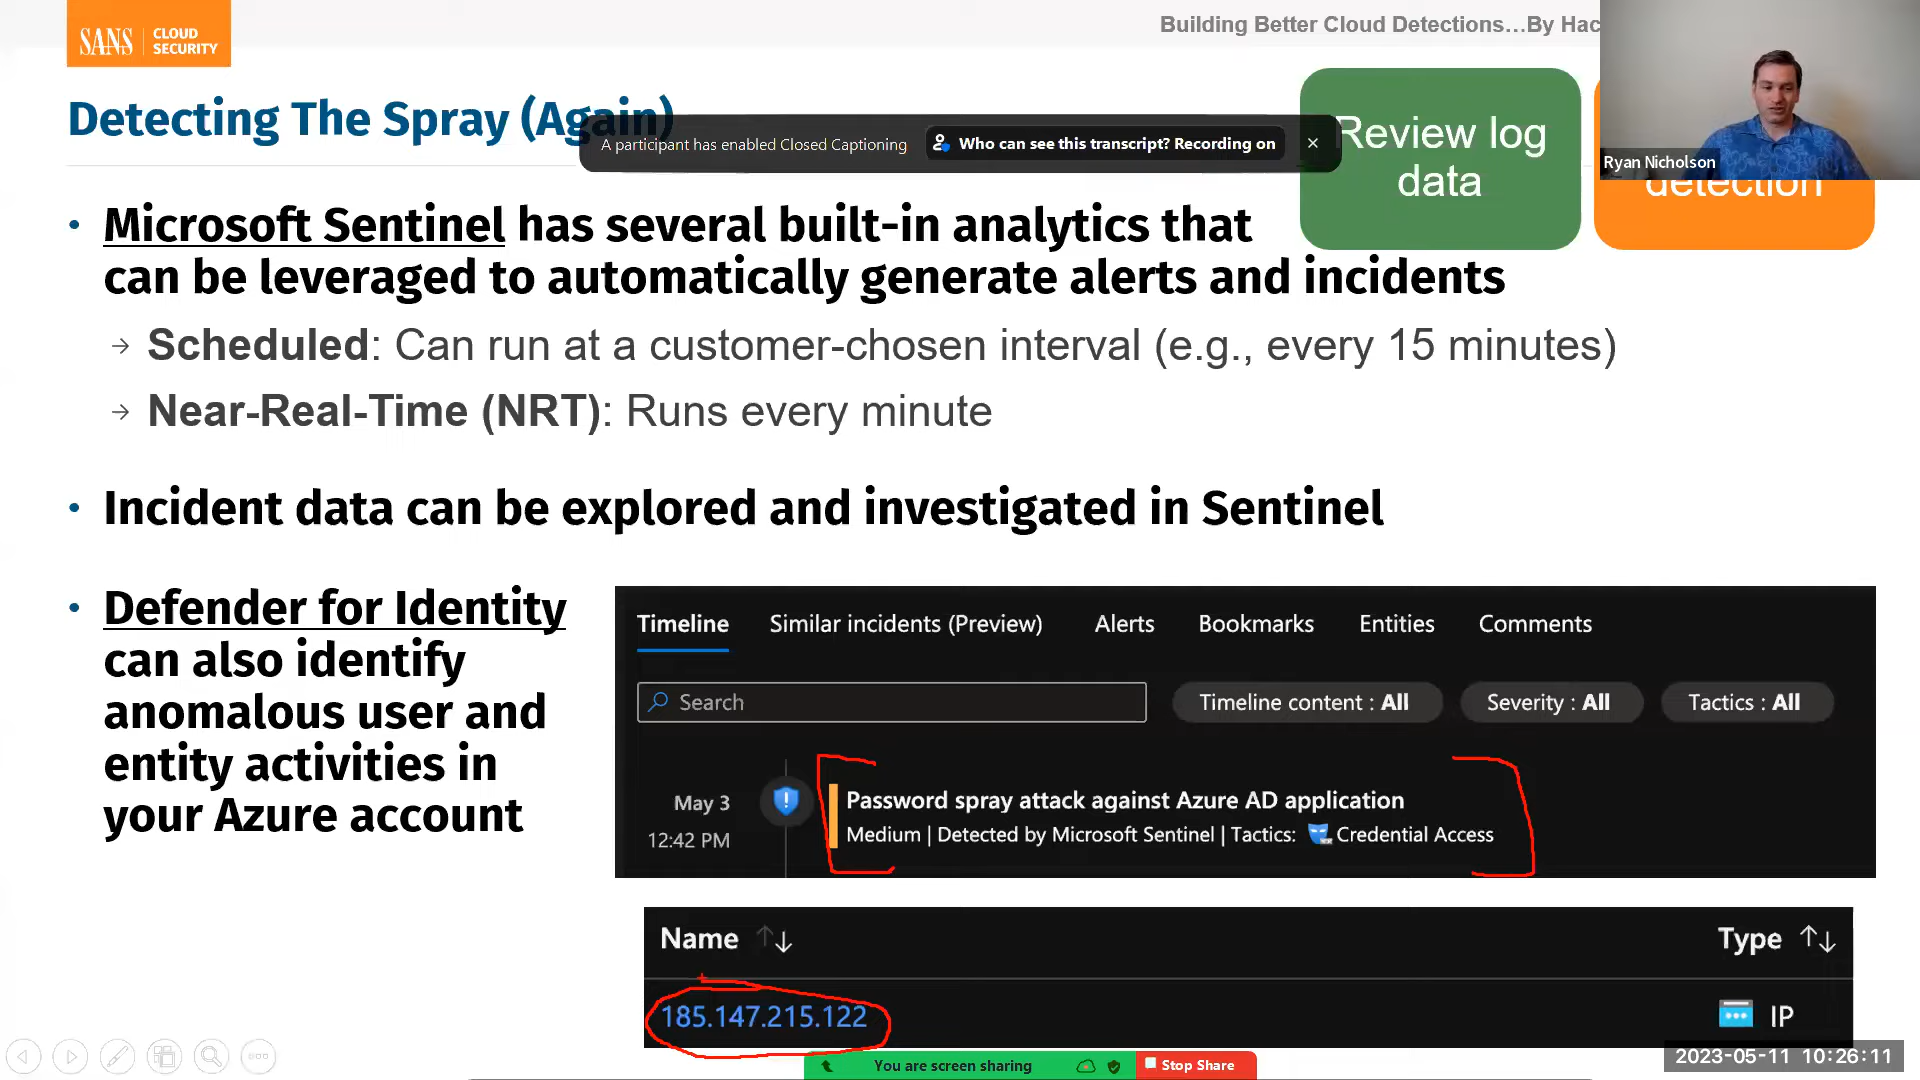 SANS | CLOUD SECURITY
Building Better Cloud Detections...By Hac
Detecting The Spray (Again)
A participant has enabled Closed Captioning
Who can see this transcript? Recording on
Review log
data
detection
Ryan Nicholson
• Microsoft Sentinel has several built-in analytics that
can be leveraged to automatically generate alerts and incidents
→ Scheduled: Can run at a customer-chosen interval (e.g., every 15 minutes)
→ Near-Real-Time (NRT): Runs every minute
• Incident data can be explored and investigated in Sentinel
• Defender for Identity
can also identify
anomalous user and
entity activities in
your Azure account
Timeline Similar incidents (Preview) Alerts Bookmarks Entities Comments
Search Timeline content : All Severity : All Tactics : All
May 3
12:42 PM
Password spray attack against Azure AD application
Medium | Detected by Microsoft Sentinel | Tactics: Credential Access
Name Type
185.147.215.122 IP
You are screen sharing Stop Share
2023-05-11 10:26:11